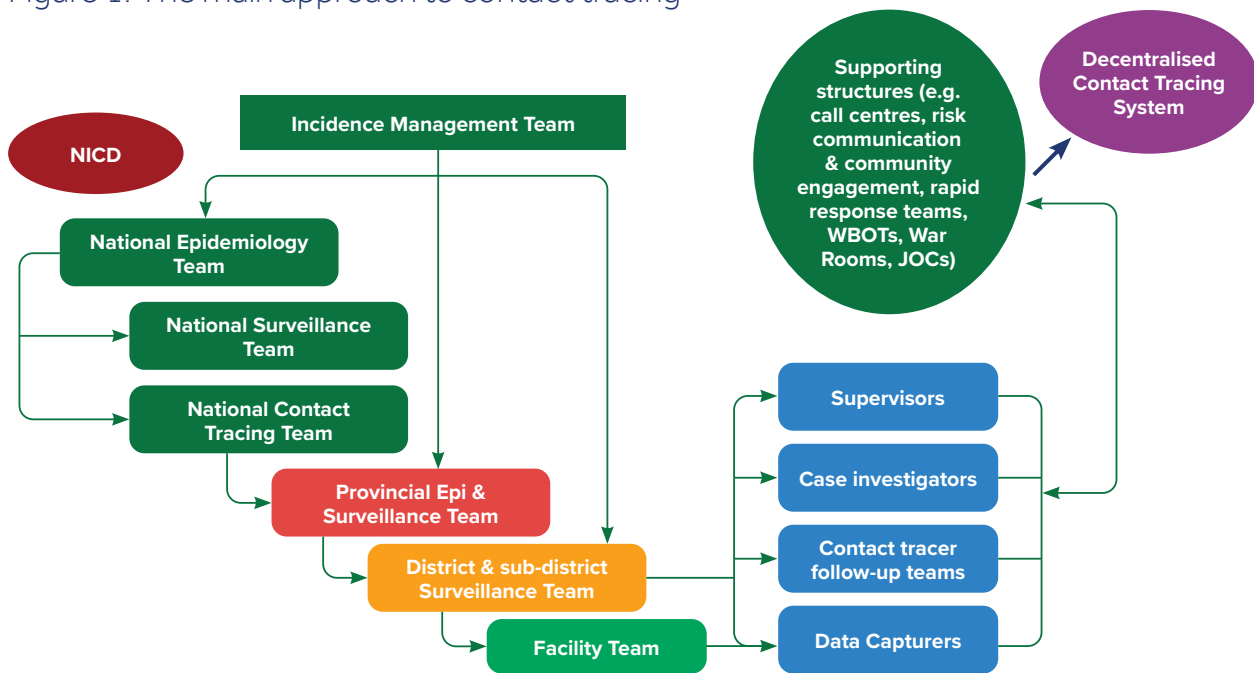 Figure 1: The main approach to contact tracing
Incidence Management Team
NICD
National Epidemiology
Team
National Surveillance
Team
National Contact
Tracing Team
Provincial Epi &
Surveillance Team
District & sub-district
Surveillance Team
Facility Team
Supporting
structures (e.g.
call centres, risk
communication
& community
engagement, rapid
response teams,
WBOTs, War
Rooms, JOCs)
Decentralised
Contact Tracing
System
Supervisors
Case investigators
Contact tracer
follow-up teams
Data Capturers